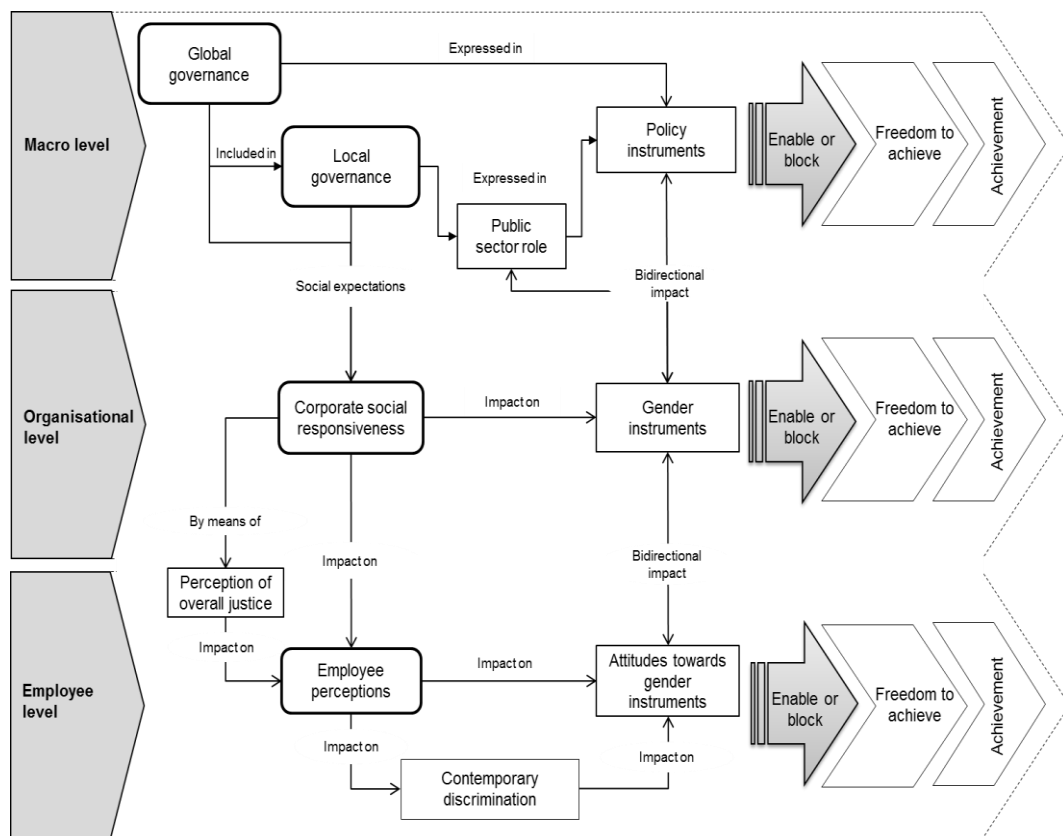 Macro level
Global
governance
Expressed in
Included in
Local
governance
Expressed in
Public
sector role
Policy
instruments
Enable or
block
Freedom to
achieve
Achievement
Social expectations
Bidirectional
impact
Organisational
level
Corporate social
responsiveness
Impact on
Gender
instruments
Enable or
block
Freedom to
achieve
Achievement
By means of
Impact on
Bidirectional
impact
Employee
level
Perception of
overall justice
Impact on
Employee
perceptions
Impact on
Attitudes towards
gender
instruments
Enable or
block
Freedom to
achieve
Achievement
Impact on
Contemporary
discrimination
Impact on